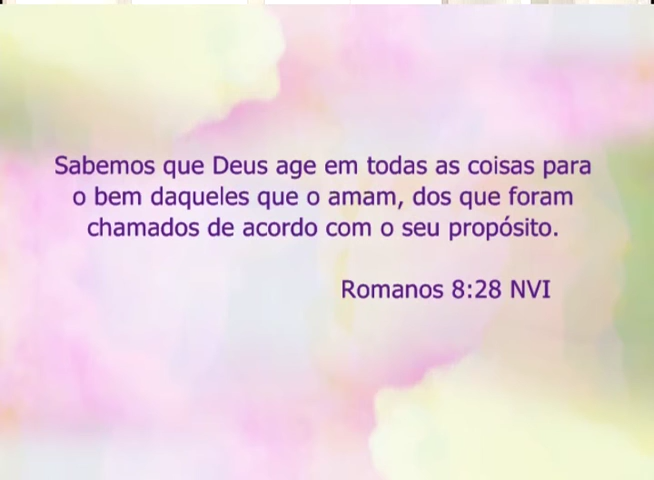 Sabemos que Deus age em todas as coisas para
o bem daqueles que o amam, dos que foram
chamados de acordo com o seu propósito.
Romanos 8:28 NVI